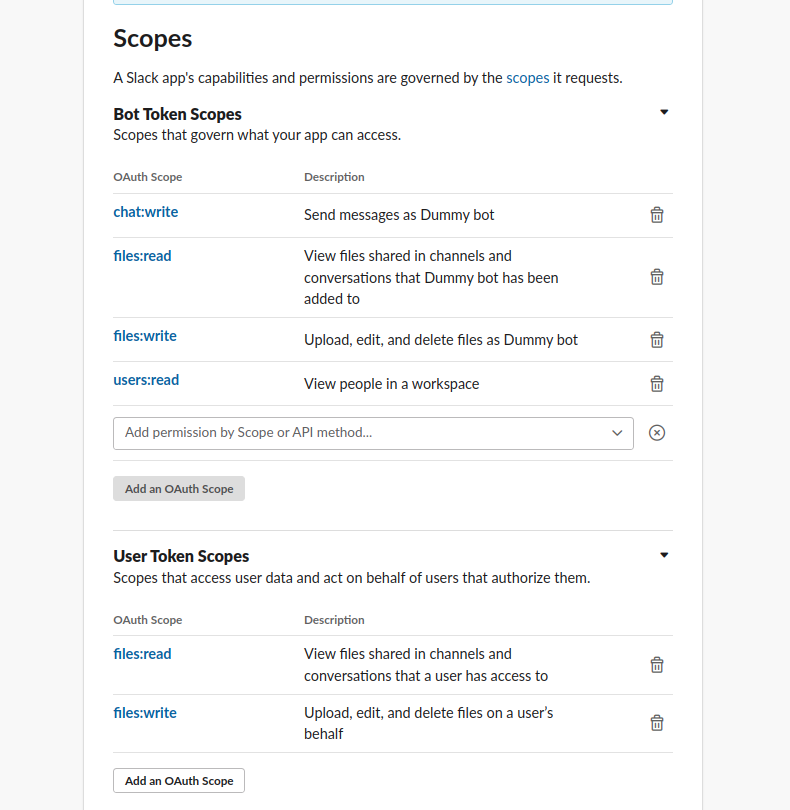 Scopes
A Slack app's capabilities and permissions are governed by the scopes it requests.
Bot Token Scopes
Scopes that govern what your app can access.
OAuth Scope Description
chat:write Send messages as Dummy bot
files:read View files shared in channels and
conversations that Dummy bot has been
added to
files:write Upload, edit, and delete files as Dummy bot
users:read View people in a workspace
Add permission by Scope or API method...
Add an OAuth Scope
User Token Scopes
Scopes that access user data and act on behalf of users that authorize them.
OAuth Scope Description
files:read View files shared in channels and
conversations that a user has access to
files:write Upload, edit, and delete files on a user’s
behalf
Add an OAuth Scope